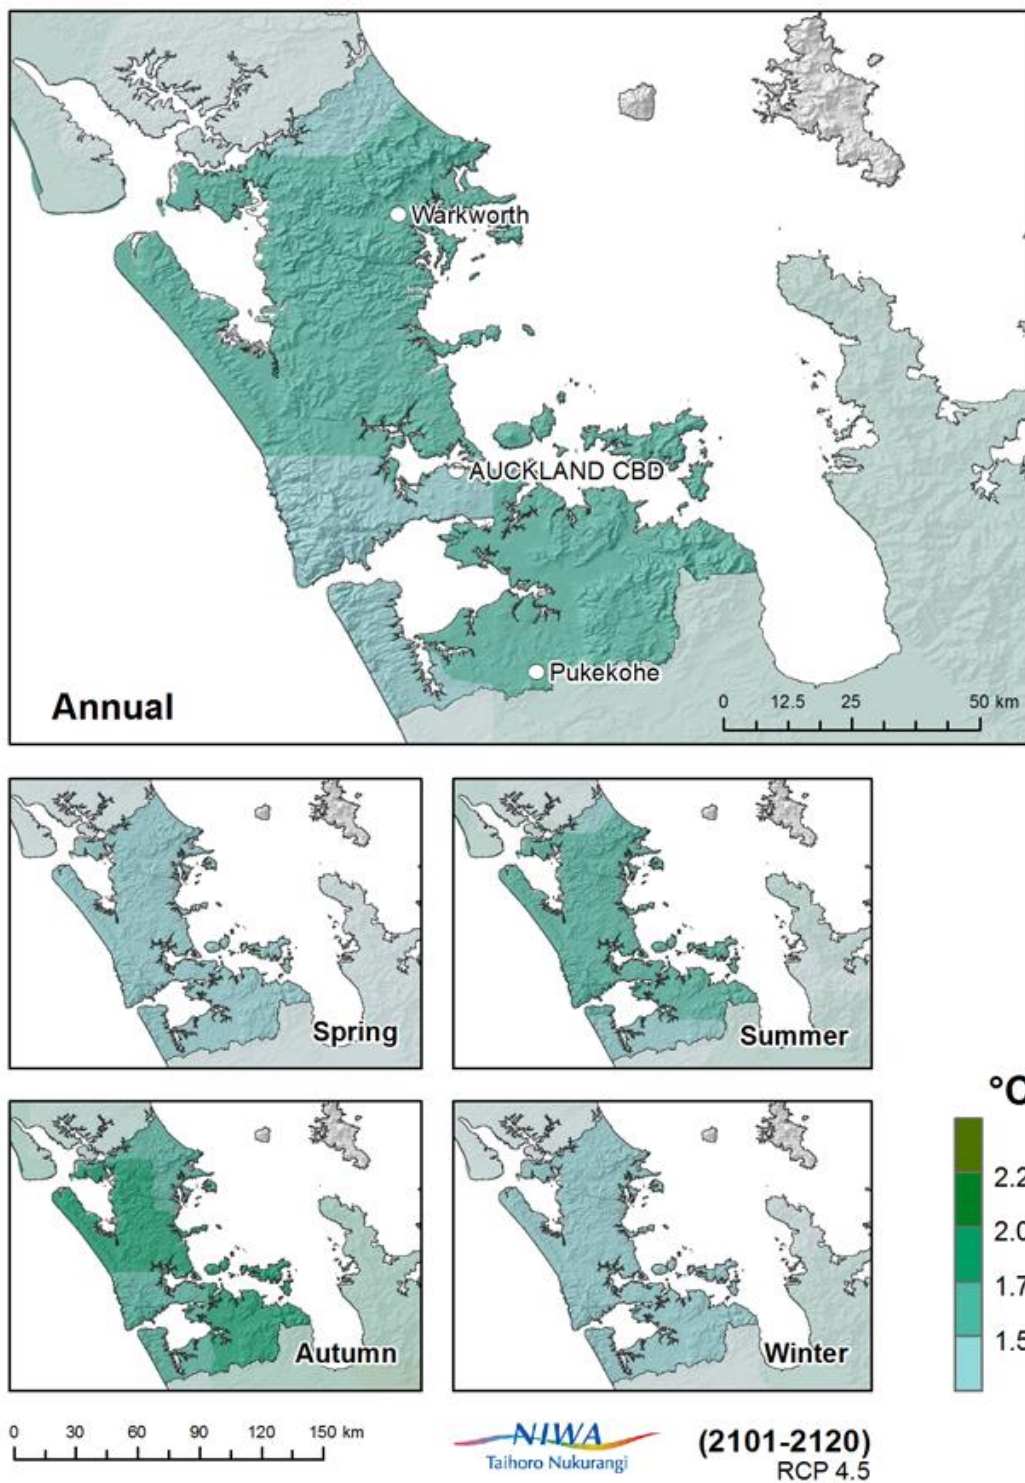 Warkworth
AUCKLAND CBD
Pukekohe
Annual
0 12.5 25 50 km
Spring
Summer
Autumn
Winter
°C
2.2
2.0
1.7
1.5
0 30 60 90 120 150 km
NIWA
Taihoro Nukurangi
(2101-2120)
RCP 4.5